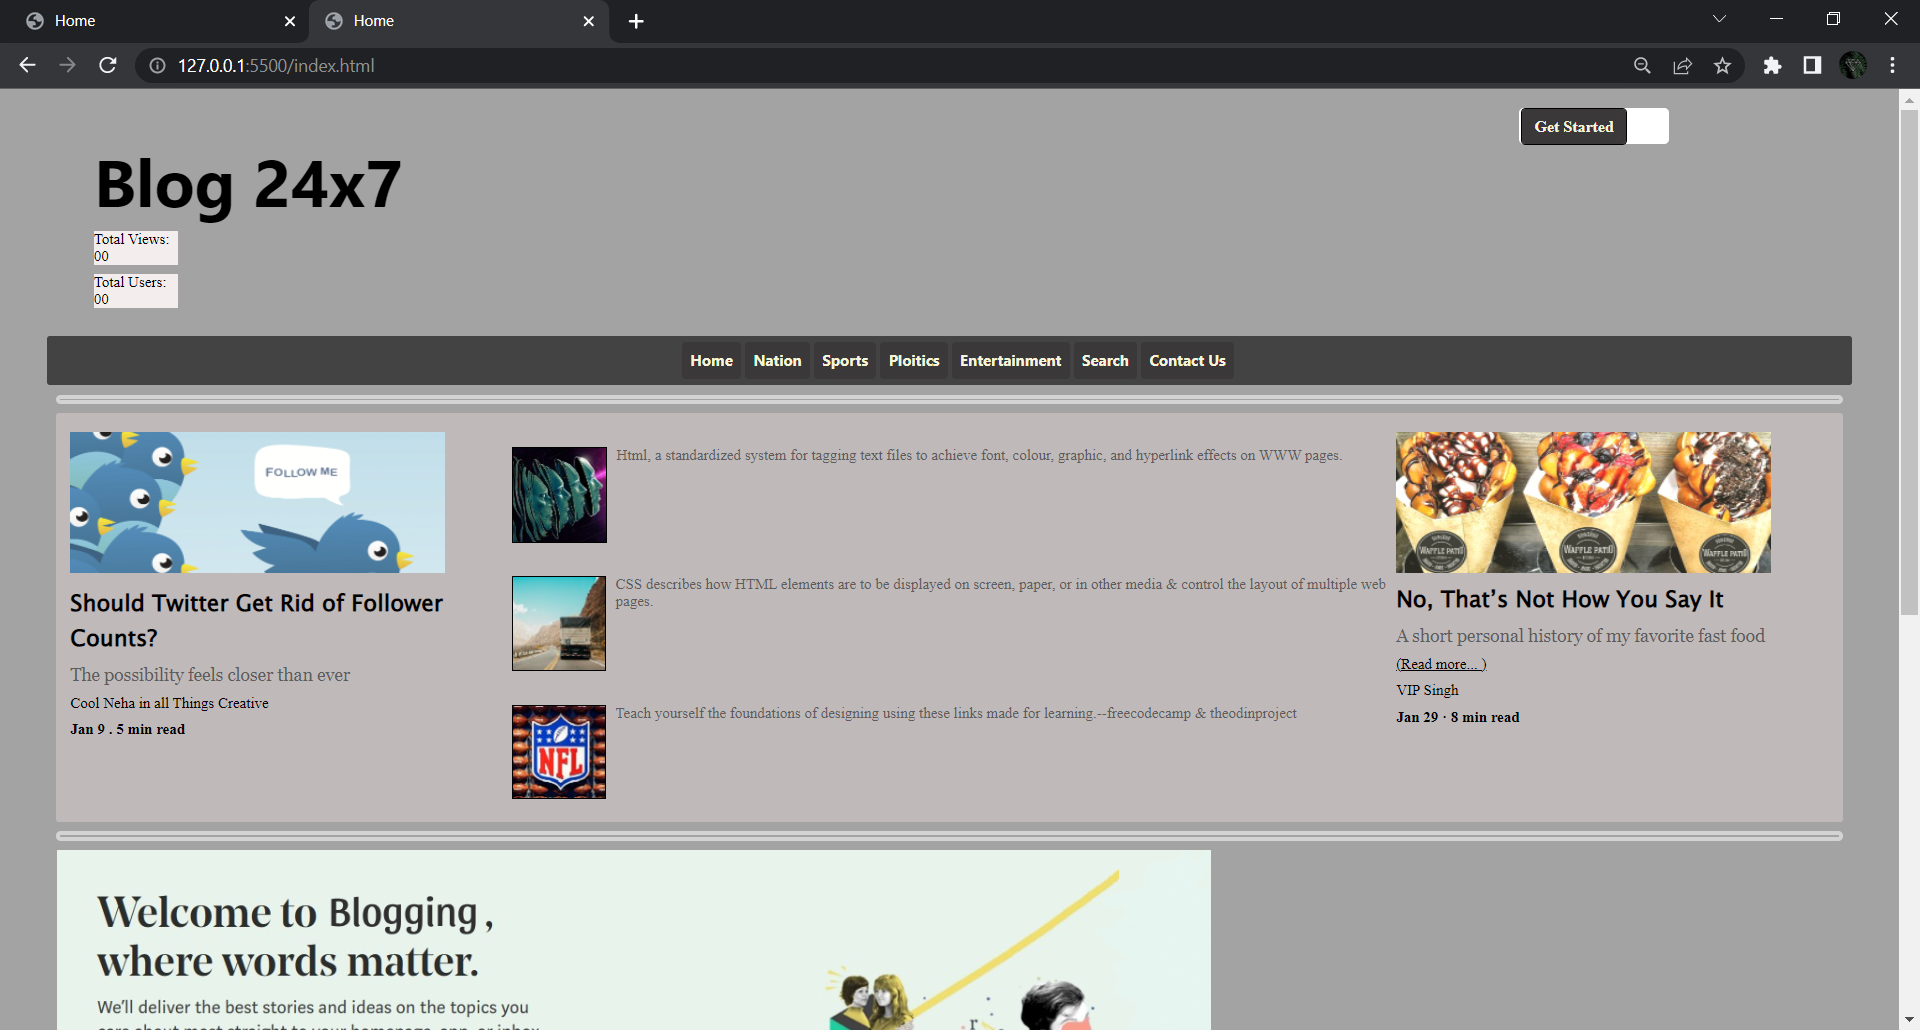 Home
Home
127.0.0.1:5500/index.html
Get Started
Blog 24x7
Total Views:
00
Total Users:
00
Home Nation Sports Ploitics Entertainment Search Contact Us
FOLLOW ME
Should Twitter Get Rid of Follower
Counts?
The possibility feels closer than ever
Cool Neha in all Things Creative
Jan 9 . 5 min read
Html, a standardized system for tagging text files to achieve font, colour, graphic, and hyperlink effects on WWW pages.
CSS describes how HTML elements are to be displayed on screen, paper, or in other media & control the layout of multiple web
pages.
NFL
Teach yourself the foundations of designing using these links made for learning.--freecodecamp & theodinproject
WAFFLE PATIO
WAFFLE PATIO
WAFFLE PATIO
No, That’s Not How You Say It
A short personal history of my favorite fast food
(Read more... )
VIP Singh
Jan 29 · 8 min read
Welcome to Blogging ,
where words matter.
We’ll deliver the best stories and ideas on the topics you